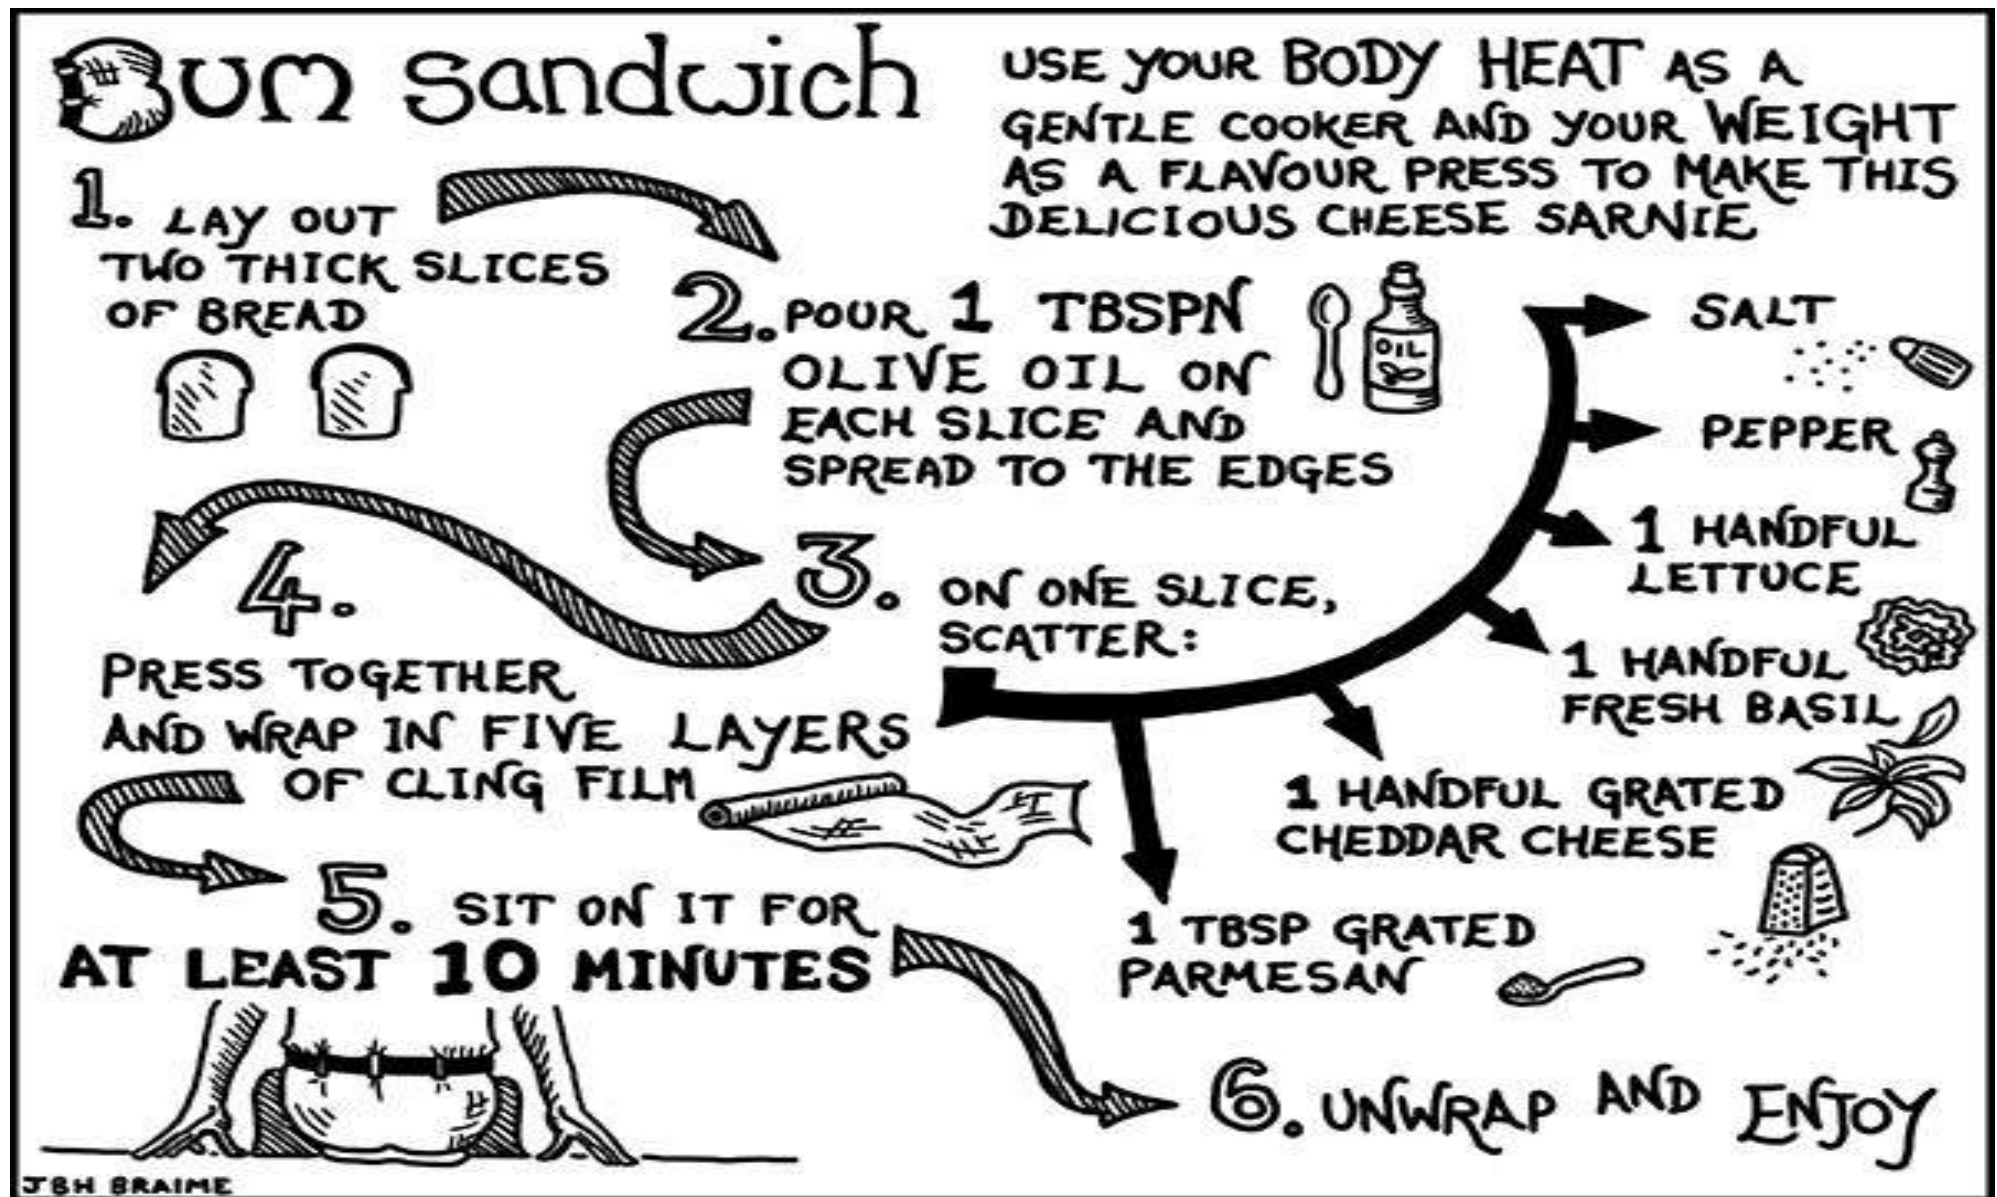 Bum Sandwich
USE YOUR BODY HEAT AS A
GENTLE COOKER AND YOUR WEIGHT
AS A FLAVOUR PRESS TO MAKE THIS
DELICIOUS CHEESE SARNIE
1. LAY OUT
TWO THICK SLICES
OF BREAD
2. POUR 1 TBSPN
OLIVE OIL ON
EACH SLICE AND
SPREAD TO THE EDGES
OIL
3. ON ONE SLICE,
SCATTER:
SALT
PEPPER
1 HANDFUL
LETTUCE
1 HANDFUL
FRESH BASIL
1 HANDFUL GRATED
CHEDDAR CHEESE
1 TBSP GRATED
PARMESAN
4.
PRESS TOGETHER
AND WRAP IN FIVE LAYERS
OF CLING FILM
5. SIT ON IT FOR
AT LEAST 10 MINUTES
6. UNWRAP AND ENJOY
JBH BRAIME